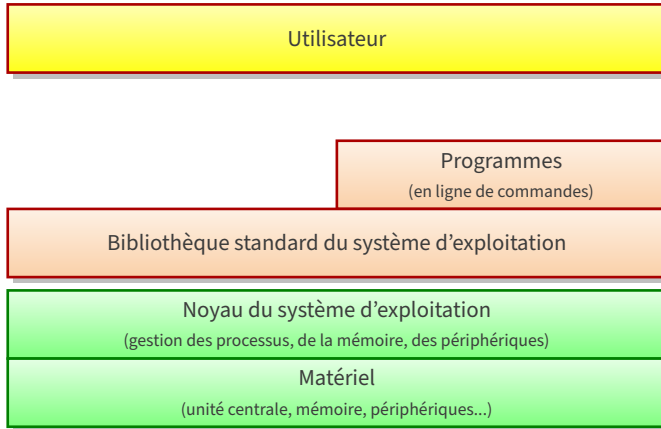 Utilisateur
Programmes
(en ligne de commandes)
Bibliothèque standard du système d’exploitation
Noyau du système d’exploitation
(gestion des processus, de la mémoire, des périphériques)
Matériel
(unité centrale, mémoire, périphériques...)